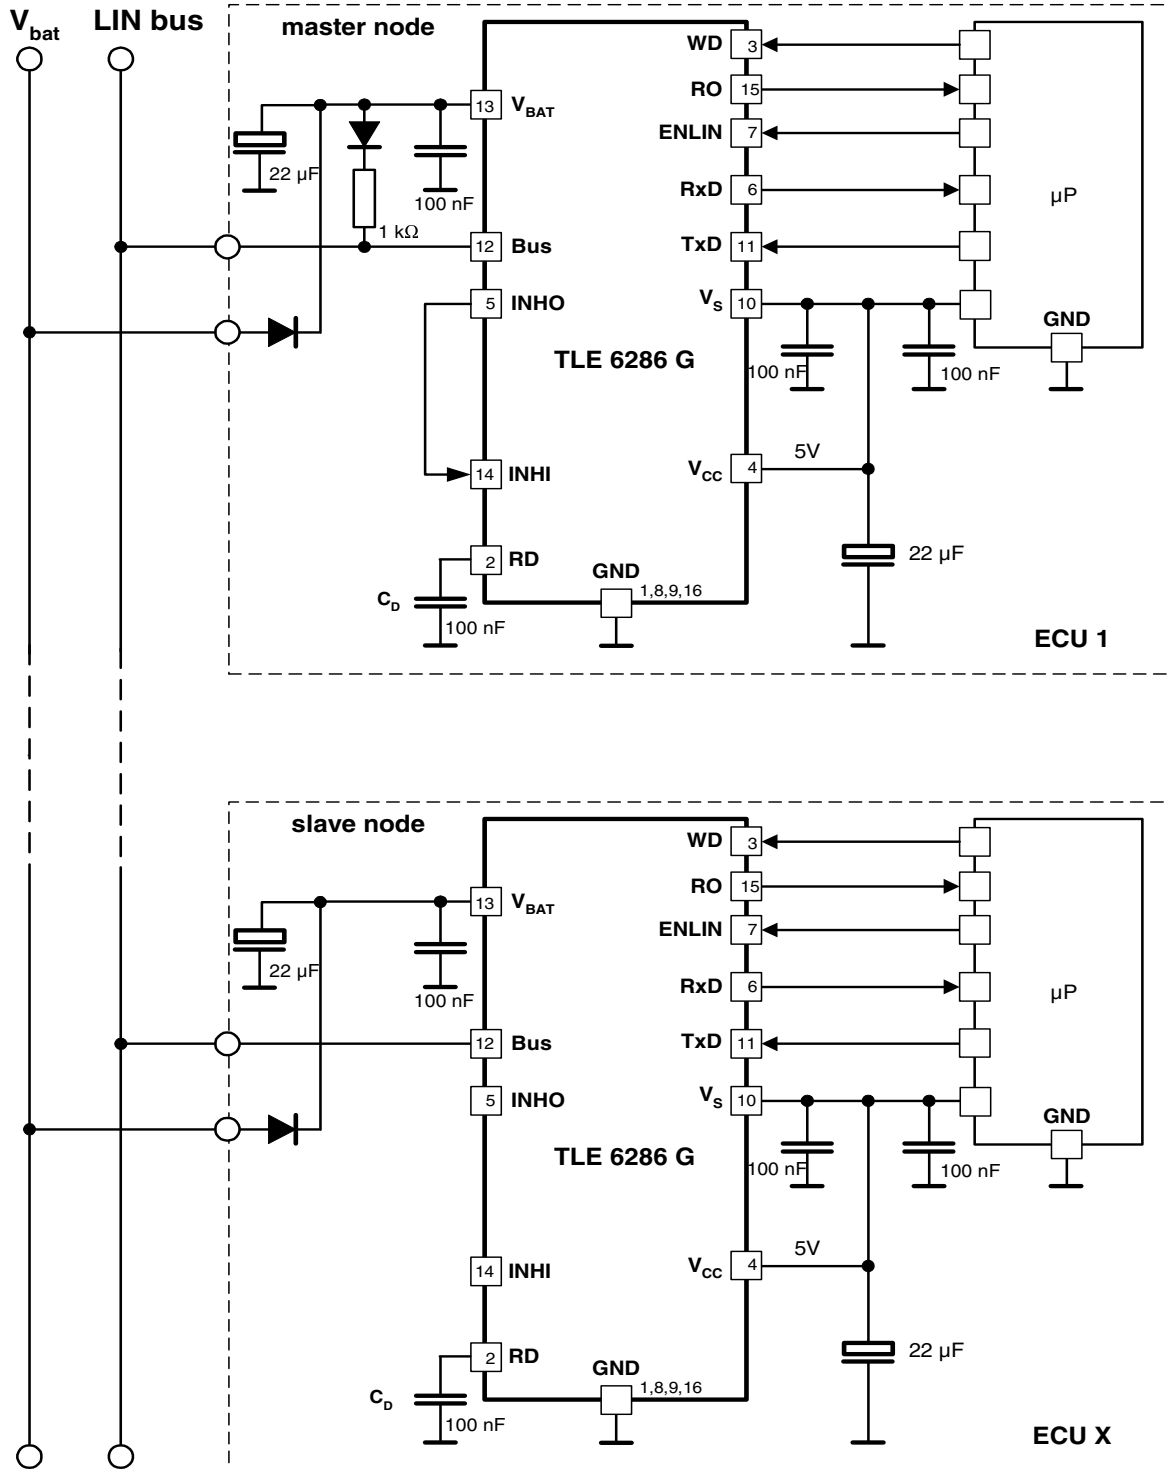 Vbat LIN bus
master node
WD 3
13 VBAT
RO 15
ENLIN 7
22 µF
100 nF
RxD 6
µP
1 kΩ
12 Bus
TxD 11
5 INHO
VS 10
GND
TLE 6286 G
100 nF
100 nF
14 INHI
VCC 4
5V
2 RD
22 µF
GND
1,8,9,16
CD
100 nF
ECU 1
slave node
WD 3
13 VBAT
RO 15
ENLIN 7
22 µF
100 nF
RxD 6
µP
12 Bus
TxD 11
5 INHO
VS 10
GND
TLE 6286 G
100 nF
100 nF
14 INHI
VCC 4
5V
2 RD
22 µF
GND
1,8,9,16
CD
100 nF
ECU X